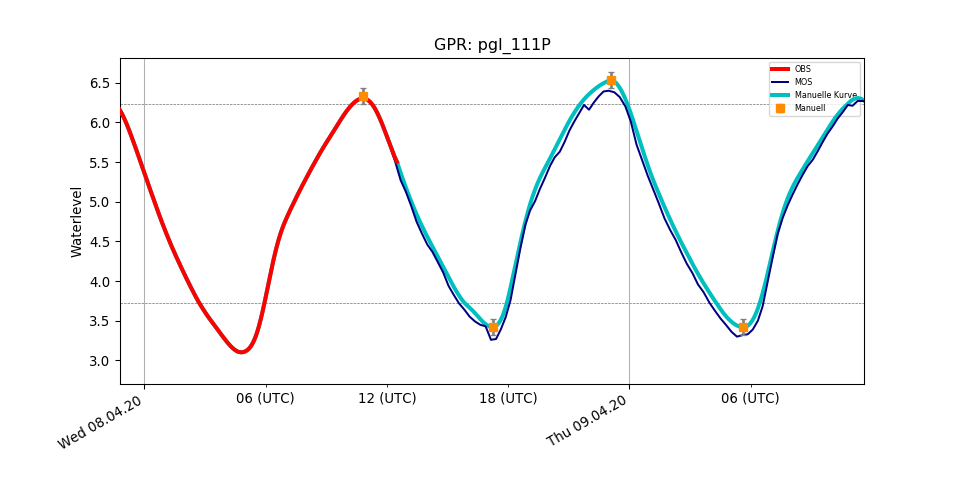 GPR: pgl_111P
Waterlevel
6.5
6.0
5.5
5.0
4.5
4.0
3.5
3.0
OBS
MOS
Manuelle Kurve
Manuell
Wed 08.04.20
06 (UTC)
12 (UTC)
18 (UTC)
Thu 09.04.20
06 (UTC)